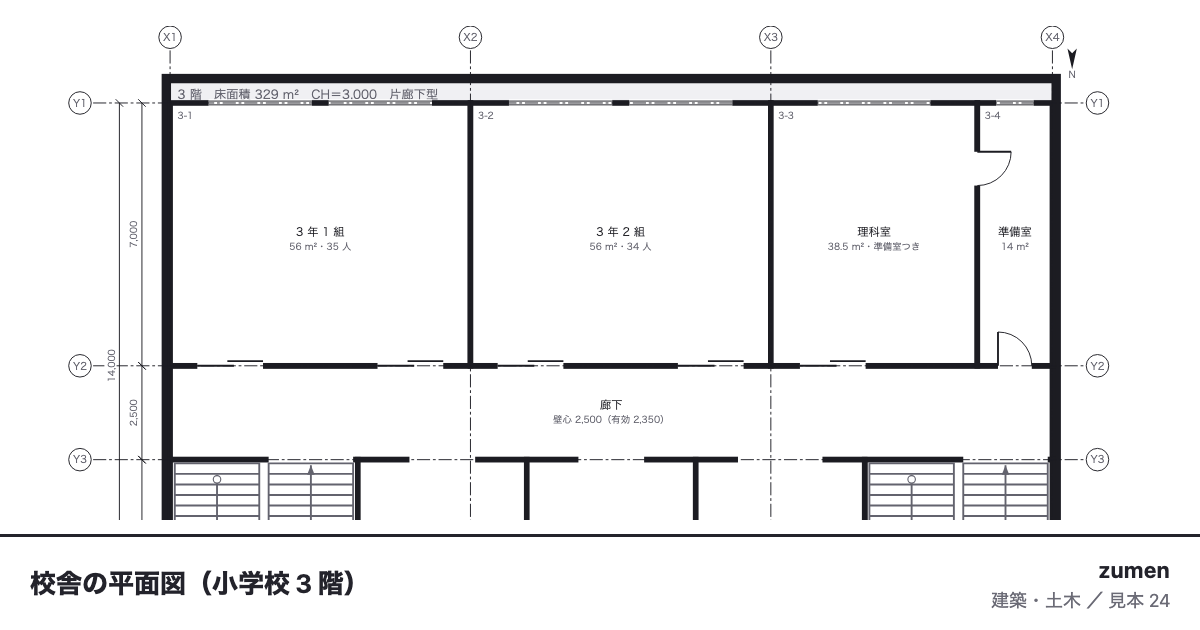 X1
X2
X3
X4
N
Y1
3 階　床面積 329 m²　CH=3.000　片廊下型
Y1
3-1
3-2
3-3
3-4
7,000
3 年 1 組
56 m²・35 人
3 年 2 組
56 m²・34 人
理科室
38.5 m²・準備室つき
準備室
14 m²
Y2
14,000
Y2
2,500
廊下
壁心 2,500（有効 2,350）
Y3
Y3
校舎の平面図（小学校 3 階）
zumen
建築・土木 ／ 見本 24